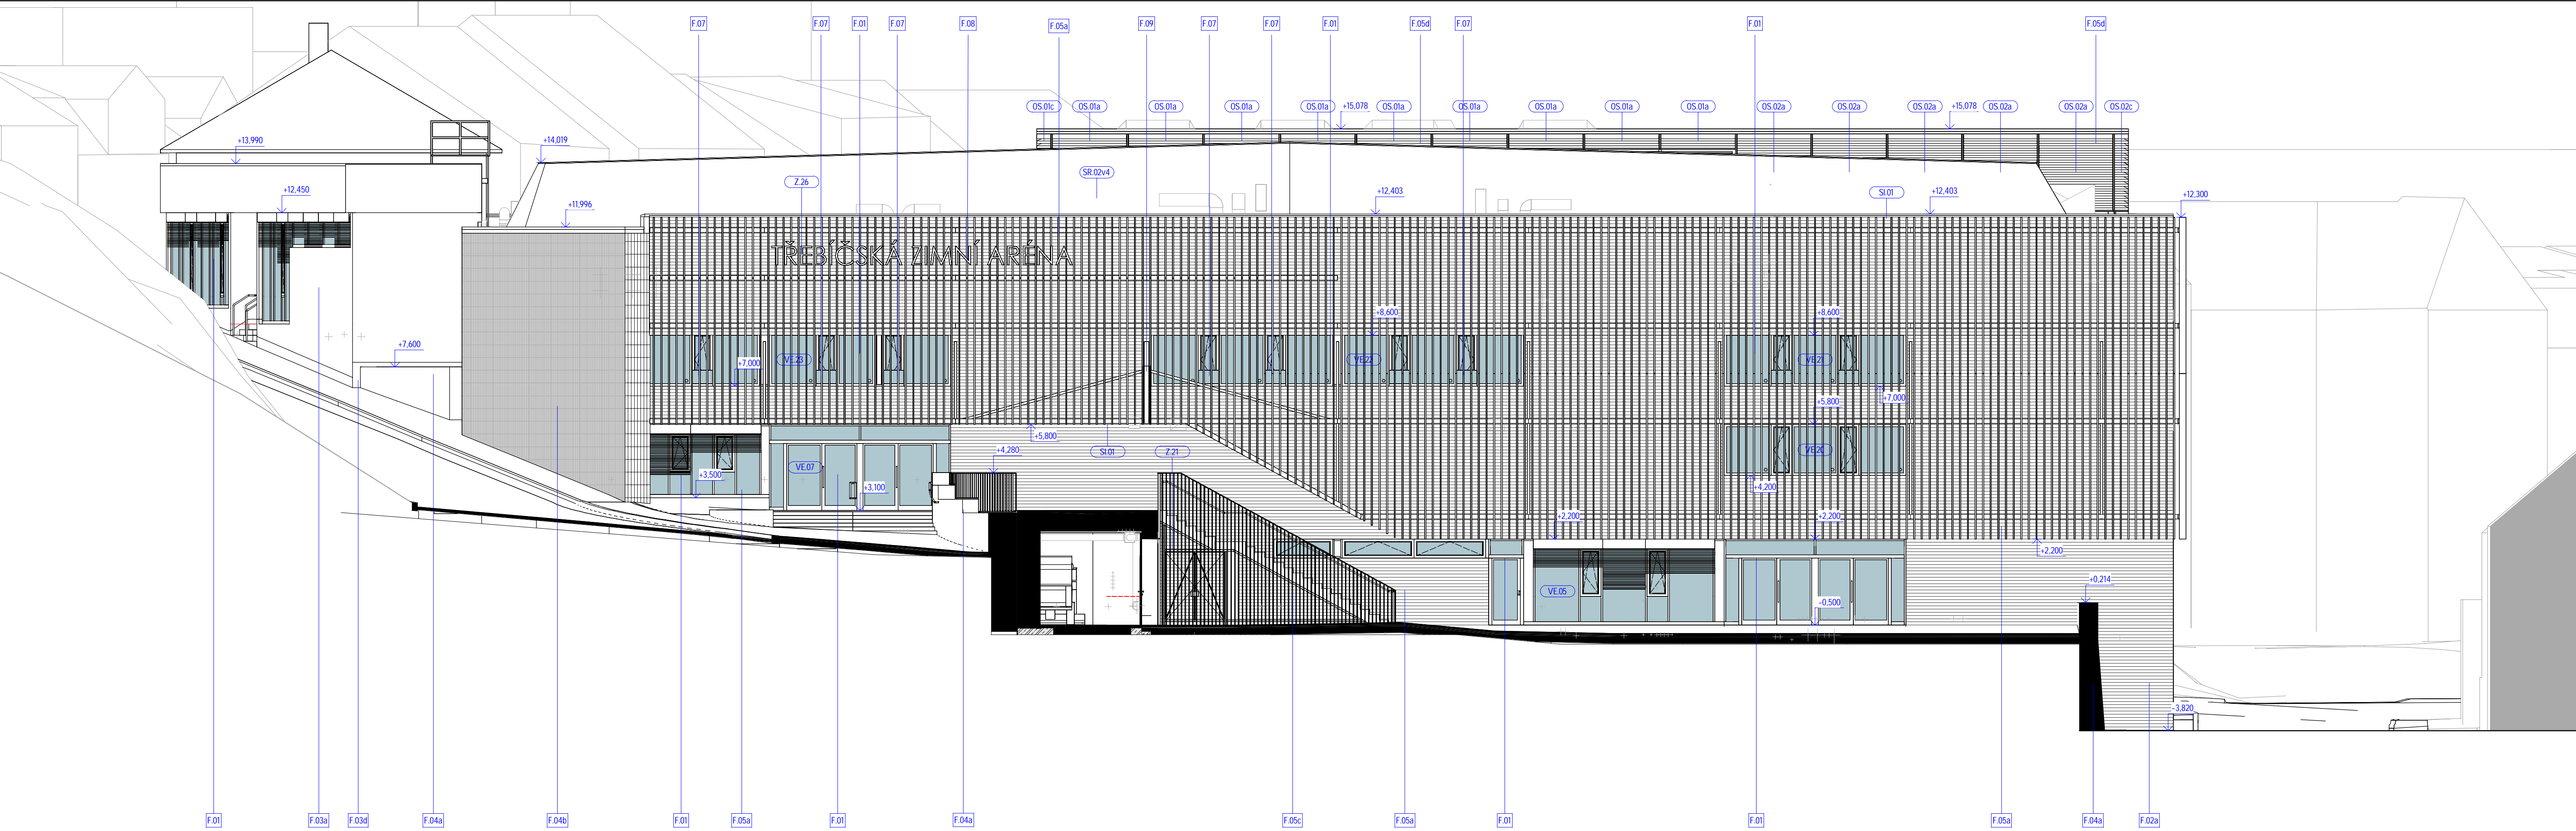 F.07 F.07 F.01 F.07 F.08 F.05a F.09 F.07 F.07 F.01 F.05d F.07 F.01 F.05d
OS.01c OS.01a OS.01a OS.01a OS.01a +15,078 OS.01a OS.01a OS.01a OS.01a OS.01a OS.02a OS.02a OS.02a +15,078 OS.02a OS.02a OS.02c
+13,990 +14,019
SR.02v4
Z.26
+12,450 +12,403 SI.01 +12,403 +12,300
+11,996
TŘEBÍČSKÁ ZIMNÍ ARÉNA
+8,600 +8,600
+7,600
VE.23 +7,000 VE.22 VE.21
+7,000
+5,800
+5,800
SI.01 Z.21 VE.20
+4,280
VE.07
+3,500 +3,100 +4,200
+2,200 +2,200
+2,200
+0,214
VE.05
-0,500
-3,820
F.01 F.03a F.03d F.04a F.04b F.01 F.05a F.01 F.04a F.05c F.05a F.01 F.01 F.05a F.04a F.02a